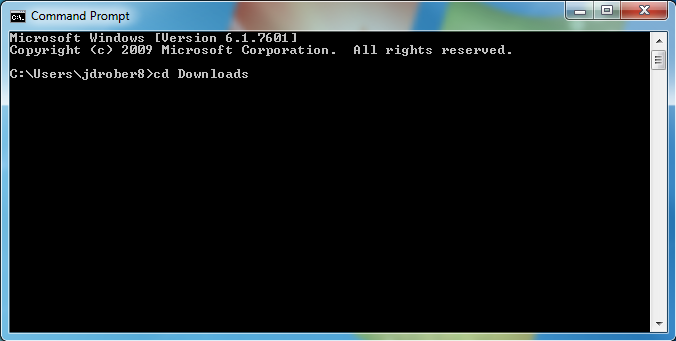 Command Prompt
Microsoft Windows [Version 6.1.7601]
Copyright (c) 2009 Microsoft Corporation.  All rights reserved.
C:\Users\jdrober8>cd Downloads